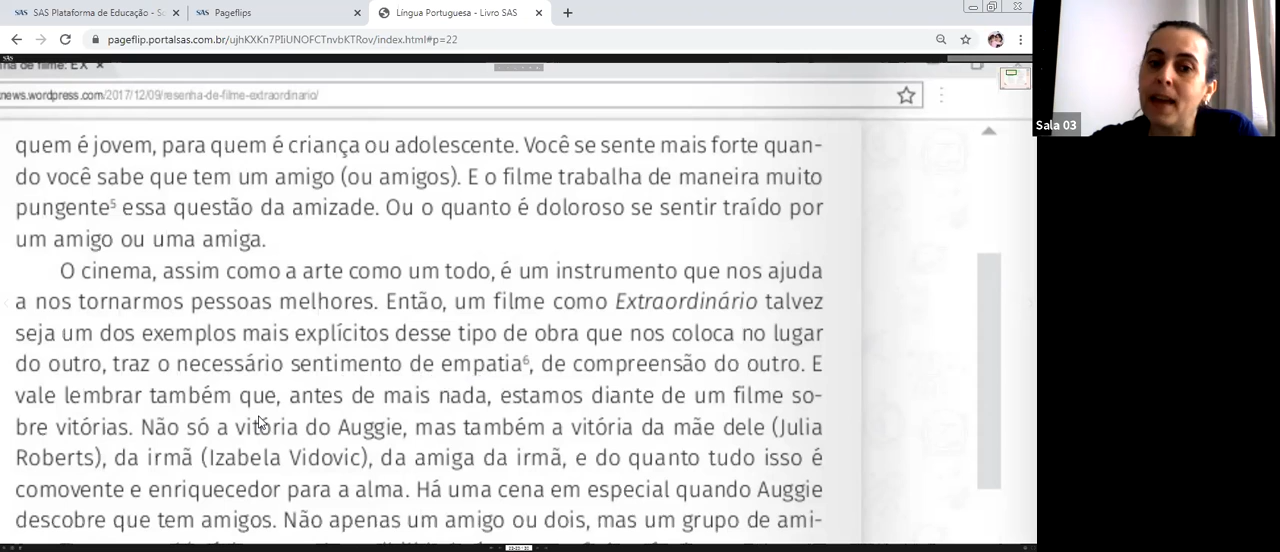 SAS Plataforma de Educação - So
Pageflips
Língua Portuguesa - Livro SAS
pageflip.portalsas.com.br/ujhKXKn7PIiUNOFCTnvbKTRov/index.html#p=22
SAS
ha de filme: EX
news.wordpress.com/2017/12/09/resenha-de-filme-extraordinario/
quem é jovem, para quem é criança ou adolescente. Você se sente mais forte quan-
do você sabe que tem um amigo (ou amigos). E o filme trabalha de maneira muito
pungente⁵ essa questão da amizade. Ou o quanto é doloroso se sentir traído por
um amigo ou uma amiga.
O cinema, assim como a arte como um todo, é um instrumento que nos ajuda
a nos tornarmos pessoas melhores. Então, um filme como Extraordinário talvez
seja um dos exemplos mais explícitos desse tipo de obra que nos coloca no lugar
do outro, traz o necessário sentimento de empatia⁶, de compreensão do outro. E
vale lembrar também que, antes de mais nada, estamos diante de um filme so-
bre vitórias. Não só a vitória do Auggie, mas também a vitória da mãe dele (Julia
Roberts), da irmã (Izabela Vidovic), da amiga da irmã, e do quanto tudo isso é
comovente e enriquecedor para a alma. Há uma cena em especial quando Auggie
descobre que tem amigos. Não apenas um amigo ou dois, mas um grupo de ami-
Sala 03